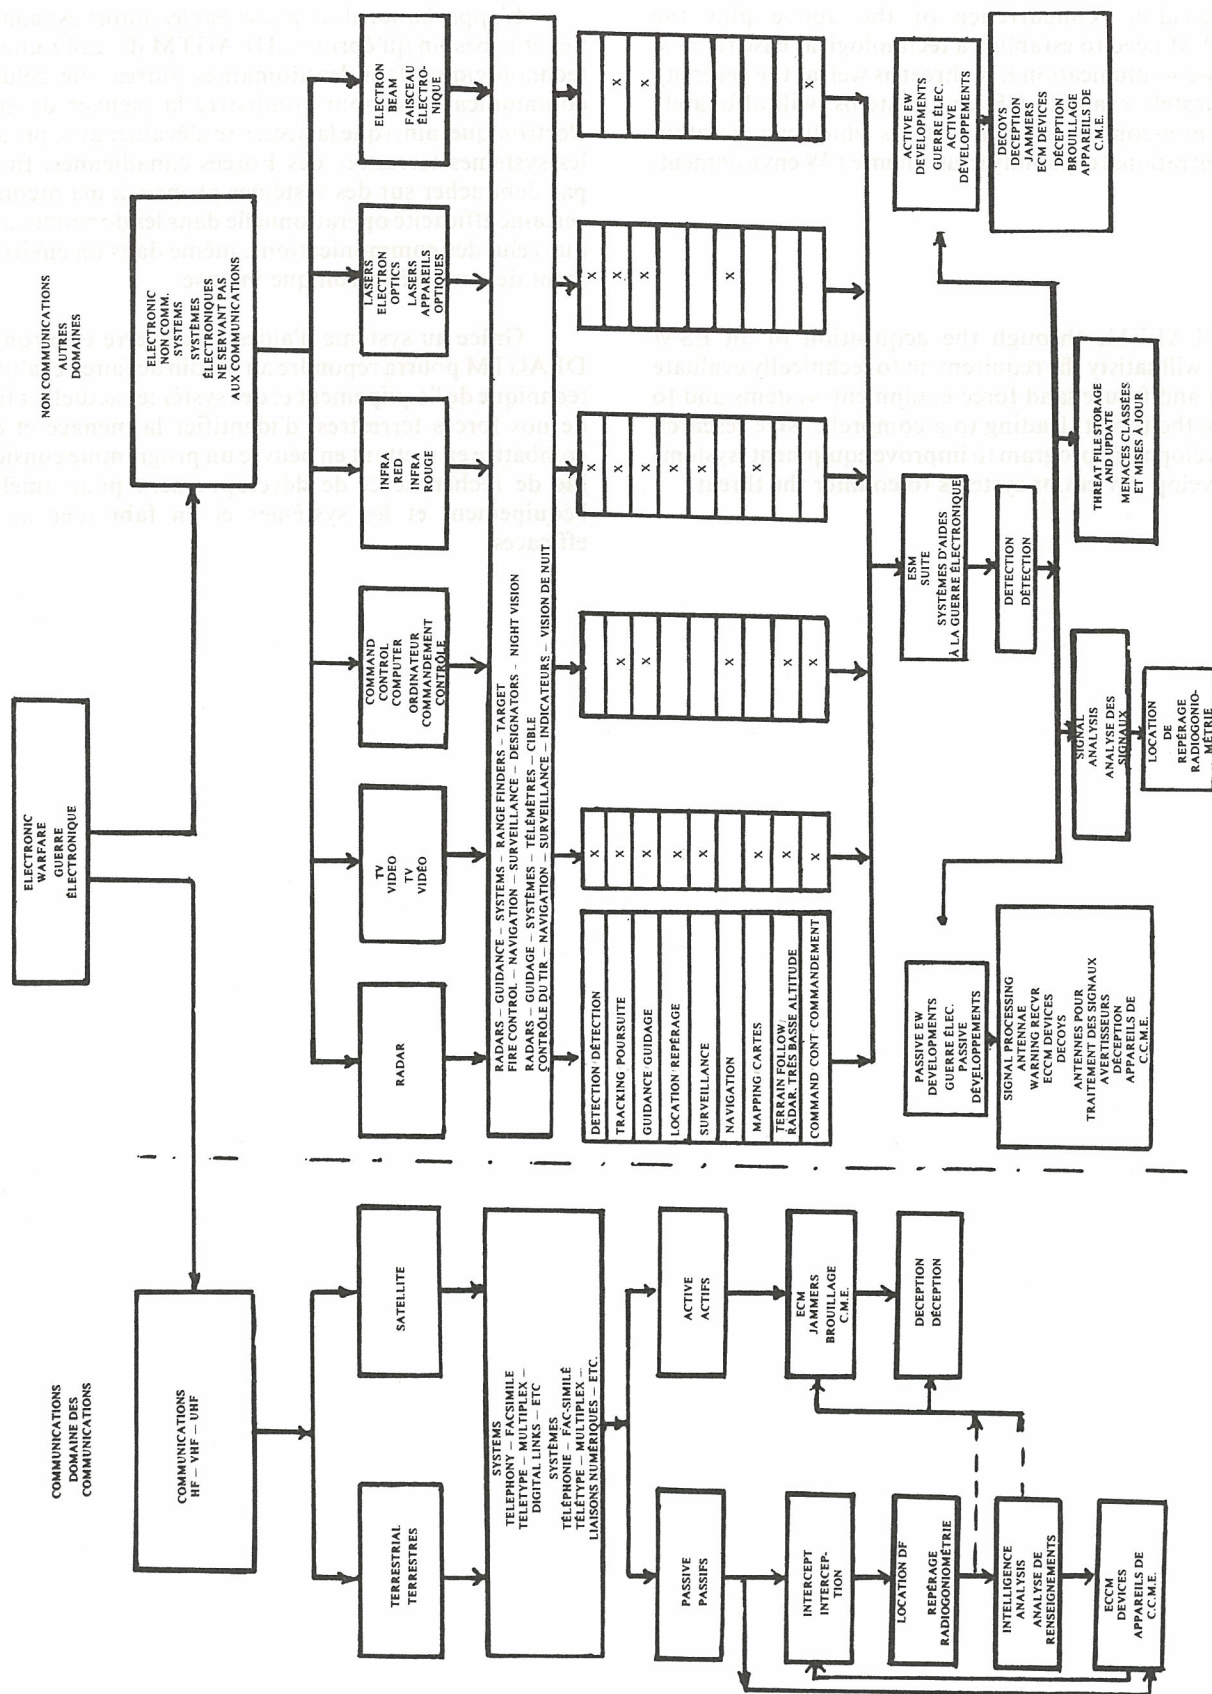 ELECTRONIC
WARFARE
GUERRE
ÉLECTRONIQUE
COMMUNICATIONS
DOMAINE DES
COMMUNICATIONS
NON COMMUNICATIONS
AUTRES
DOMAINES
COMMUNICATIONS
HF – VHF – UHF
ELECTRONIC
NON COMM.
SYSTEMS
SYSTÈMES
ÉLECTRONIQUES
NE SERVANT PAS
AUX COMMUNICATIONS
TERRESTRIAL
TERRESTRES
SATELLITE
RADAR
TV
VIDEO
TV
VIDÉO
COMMAND
CONTROL
COMPUTER
ORDINATEUR
COMMANDEMENT
CONTRÔLE
INFRA
RED
INFRA
ROUGE
LASERS
ELECTRON
OPTICS
LASERS
APPAREILS
OPTIQUES
ELECTRON
BEAM
FAISCEAU
ÉLECTRO-
NIQUE
SYSTEMS
TELEPHONY – FACSIMILE
TELETYPE – MULTIPLEX –
DIGITAL LINKS – ETC
SYSTÈMES
TÉLÉPHONIE – FAC-SIMILÉ
TÉLÉTYPE – MULTIPLEX –
LIAISONS NUMÉRIQUES – ETC.
RADARS – GUIDANCE – SYSTEMS – RANGE FINDERS – TARGET
FIRE CONTROL – NAVIGATION – SURVEILLANCE – DESIGNATORS – NIGHT VISION
RADARS – GUIDAGE – SYSTÈMES – TÉLÉMÈTRES – CIBLE
CONTRÔLE DU TIR – NAVIGATION – SURVEILLANCE – INDICATEURS – VISION DE NUIT
PASSIVE
PASSIFS
ACTIVE
ACTIFS
DETECTION/DÉTECTION X X X
TRACKING POURSUITE X X X X X
GUIDANCE/GUIDAGE X X X X X
LOCATION/REPÉRAGE X X
SURVEILLANCE X X
NAVIGATION X X X
MAPPING/CARTES X X
TERRAIN FOLLOW/
RADAR. TRÈS BASSE ALTITUDE X X X
COMMAND CONT COMMANDEMENT X X X X
INTERCEPT
INTERCEP-
TION
ECM
JAMMERS
BROUILLAGE
C.M.E.
LOCATION DF
REPÉRAGE
RADIOGONIOMÉTRIE
DECEPTION
DÉCEPTION
INTELLIGENCE
ANALYSIS
ANALYSE DE
RENSEIGNEMENTS
ECCM
DEVICES
APPAREILS DE
C.C.M.E.
ESM
SUITE
SYSTÈMES D'AIDES
À LA GUERRE ÉLECTRONIQUE
DETECTION
DÉTECTION
PASSIVE EW
DEVELOPMENTS
GUERRE ÉLEC.
PASSIVE
DÉVELOPPEMENTS
SIGNAL PROCESSING
ANTENNAE
WARNING RECVR
ECCM DEVICES
DECOYS
ANTENNES POUR
TRAITEMENT DES SIGNAUX
AVERTISSEURS
DÉCEPTION
APPAREILS DE
C.C.M.E.
ACTIVE EW
DEVELOPMENTS
GUERRE ÉLEC.
ACTIVE
DÉVELOPPEMENTS
DECOYS
DECEPTION
JAMMERS
ECM DEVICES
DÉCEPTION
BROUILLAGE
APPAREILS DE
C.M.E.
SIGNAL
ANALYSIS
ANALYSE DES
SIGNAUX
LOCATION
DE
REPÉRAGE
RADIOGONIO-
MÉTRIE
THREAT FILE STORAGE
AND UPDATE
MENACES CLASSÉES
ET MISES À JOUR